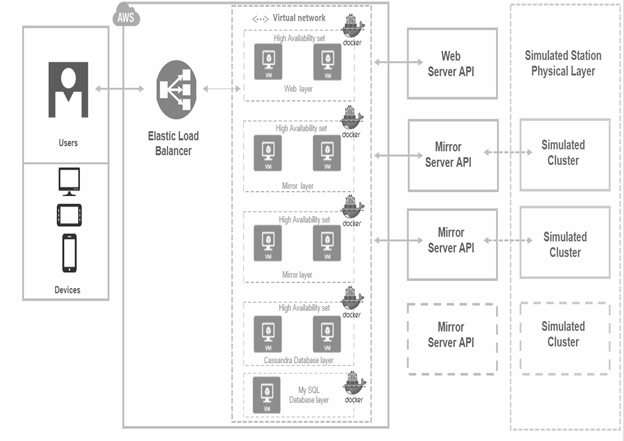 AWS
Virtual network
docker
High Availability set
VM
VM
Web layer
Users
Devices
Elastic Load
Balancer
docker
High Availability set
VM
VM
Mirror layer
docker
High Availability set
VM
VM
Mirror layer
docker
High Availability set
VM
VM
Cassandra Database layer
docker
My SQL
Database layer
VM
Web
Server API
Mirror
Server API
Mirror
Server API
Mirror
Server API
Simulated Station
Physical Layer
Simulated
Cluster
Simulated
Cluster
Simulated
Cluster